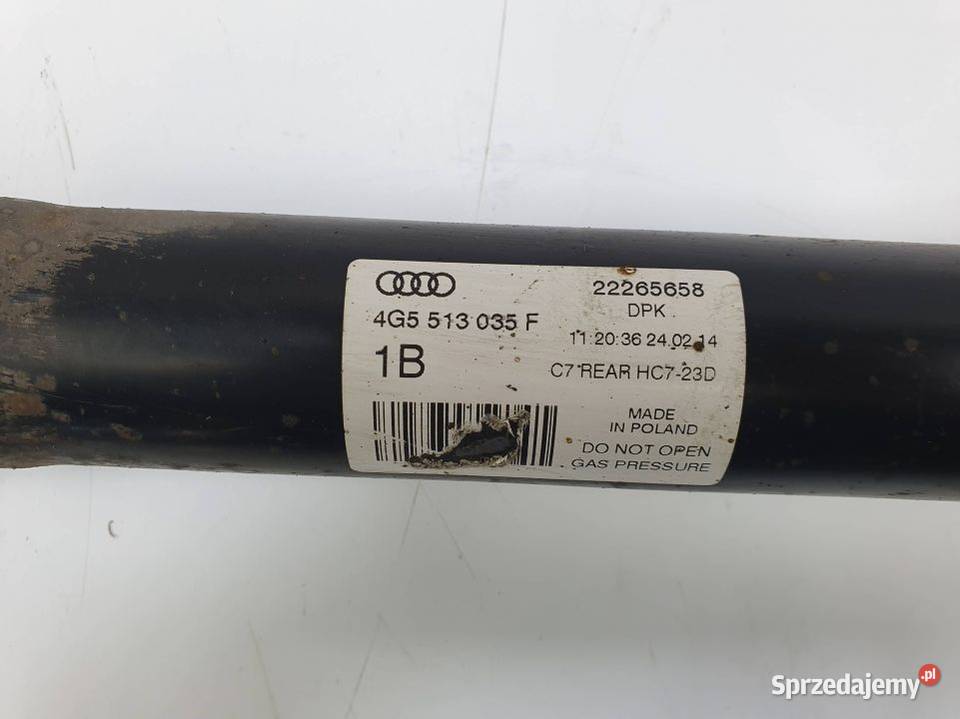 4G5 513 035 F
1B
22265658
DPK
11:20:36 24.02.14
C7 REAR HC7-23D
MADE
IN POLAND
DO NOT OPEN
GAS PRESSURE
Sprzedajemy.pl